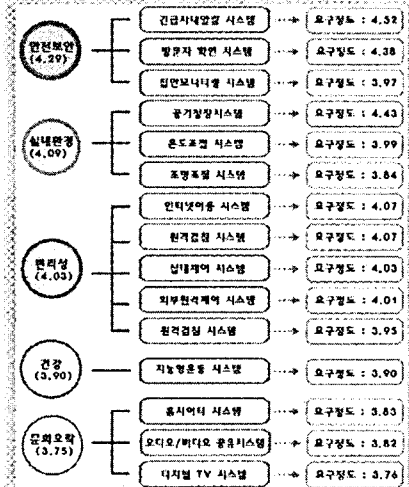 안전보안
(4.29)
긴급사태알람 시스템 → 요구정도 : 4.52
방문자 확인 시스템 → 요구정도 : 4.38
집안모니터링 시스템 → 요구정도 : 3.97
실내환경
(4.09)
공기청정시스템 → 요구정도 : 4.43
온도조절 시스템 → 요구정도 : 3.99
조명조절 시스템 → 요구정도 : 3.84
편리성
(4.03)
인터넷이용 시스템 → 요구정도 : 4.07
원격검침 시스템 → 요구정도 : 4.07
실내제어 시스템 → 요구정도 : 4.03
외부원격제어 시스템 → 요구정도 : 4.01
원격검침 시스템 → 요구정도 : 3.95
건강
(3.90)
지능형운동 시스템 → 요구정도 : 3.90
문화오락
(3.75)
홈시어터 시스템 → 요구정도 : 3.83
오디오/비디오 공유시스템 → 요구정도 : 3.82
디지털 TV 시스템 → 요구정도 : 3.76